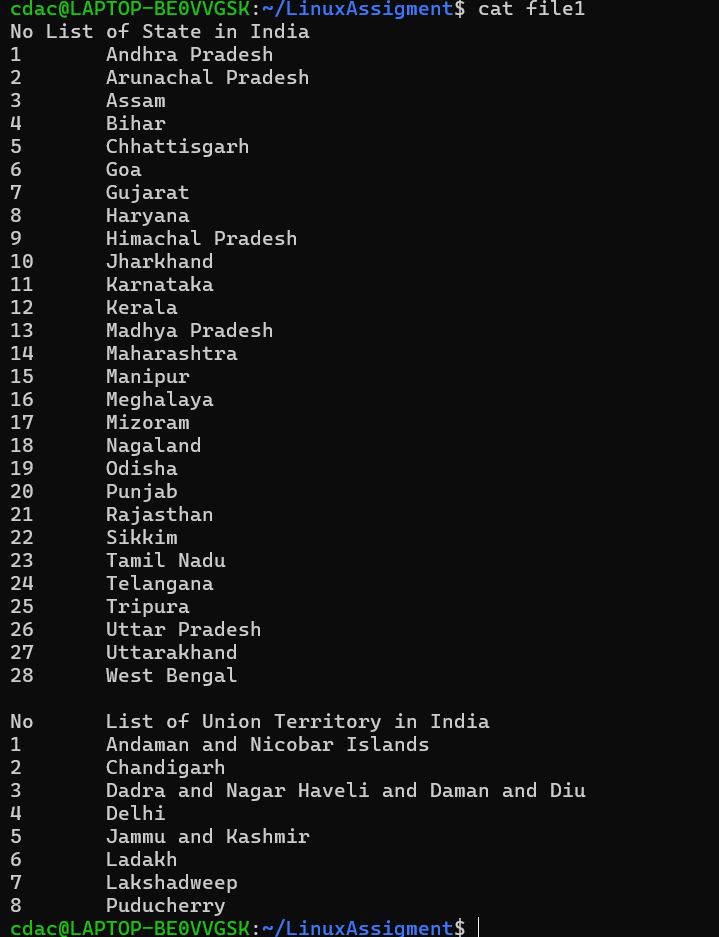 cdac@LAPTOP-BE0VVGSK:~/LinuxAssigment$ cat file1
No List of State in India
1 Andhra Pradesh
2 Arunachal Pradesh
3 Assam
4 Bihar
5 Chhattisgarh
6 Goa
7 Gujarat
8 Haryana
9 Himachal Pradesh
10 Jharkhand
11 Karnataka
12 Kerala
13 Madhya Pradesh
14 Maharashtra
15 Manipur
16 Meghalaya
17 Mizoram
18 Nagaland
19 Odisha
20 Punjab
21 Rajasthan
22 Sikkim
23 Tamil Nadu
24 Telangana
25 Tripura
26 Uttar Pradesh
27 Uttarakhand
28 West Bengal

No List of Union Territory in India
1 Andaman and Nicobar Islands
2 Chandigarh
3 Dadra and Nagar Haveli and Daman and Diu
4 Delhi
5 Jammu and Kashmir
6 Ladakh
7 Lakshadweep
8 Puducherry
cdac@LAPTOP-BE0VVGSK:~/LinuxAssigment$